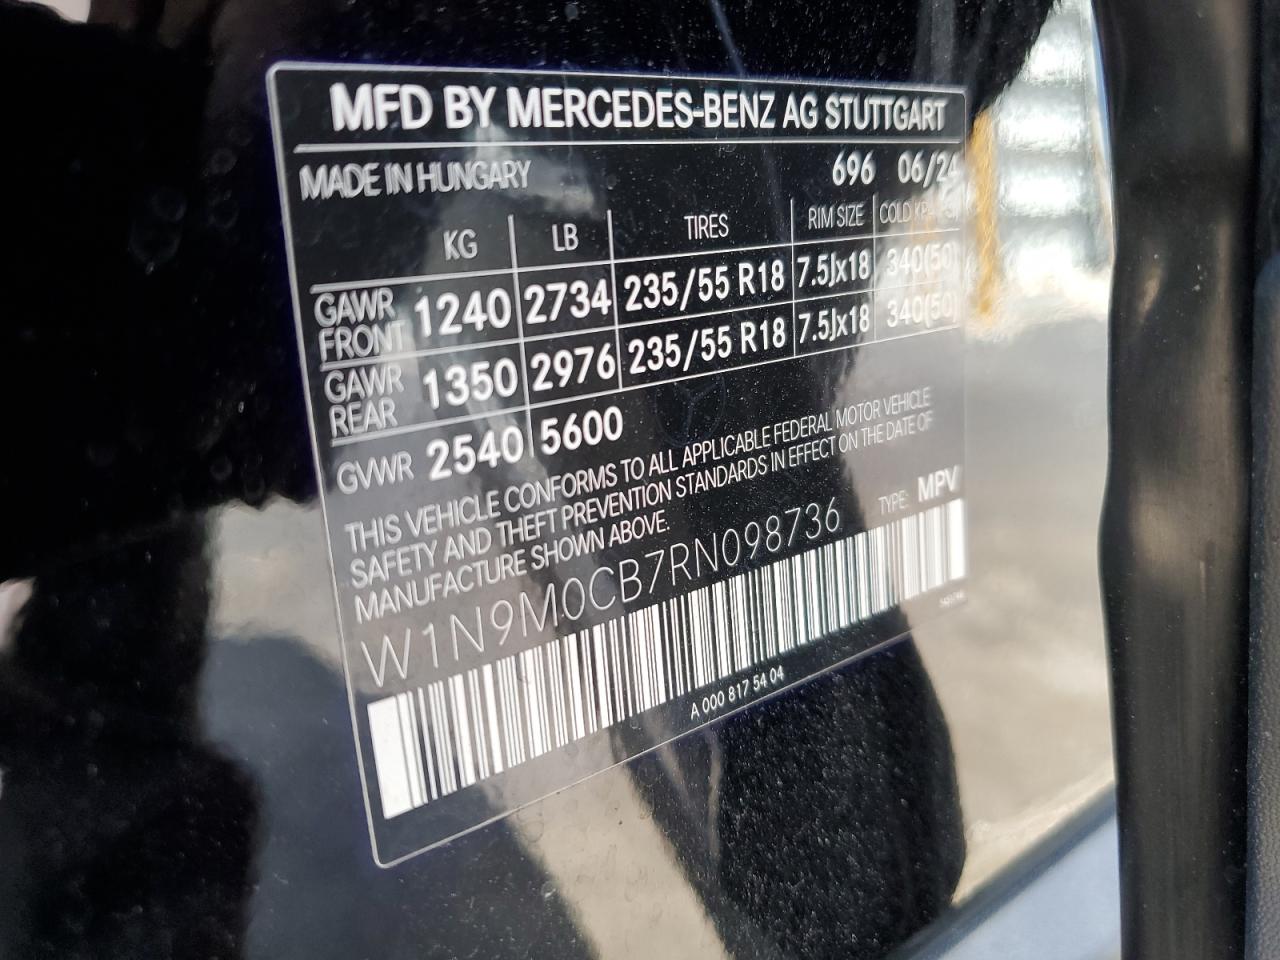 MFD BY MERCEDES-BENZ AG STUTTGART
MADE IN HUNGARY 696 06/24
KG LB TIRES RIM SIZE COLD
GAWR FRONT 1240 2734 235/55 R18 7.5Jx18 340(50)
GAWR REAR 1350 2976 235/55 R18 7.5Jx18 340(50)
GVWR 2540 5600
THIS VEHICLE CONFORMS TO ALL APPLICABLE FEDERAL MOTOR VEHICLE
SAFETY AND THEFT PREVENTION STANDARDS IN EFFECT ON THE DATE OF
MANUFACTURE SHOWN ABOVE.
W1N9M0CB7RN098736 TYPE: MPV
A 000 817 54 04